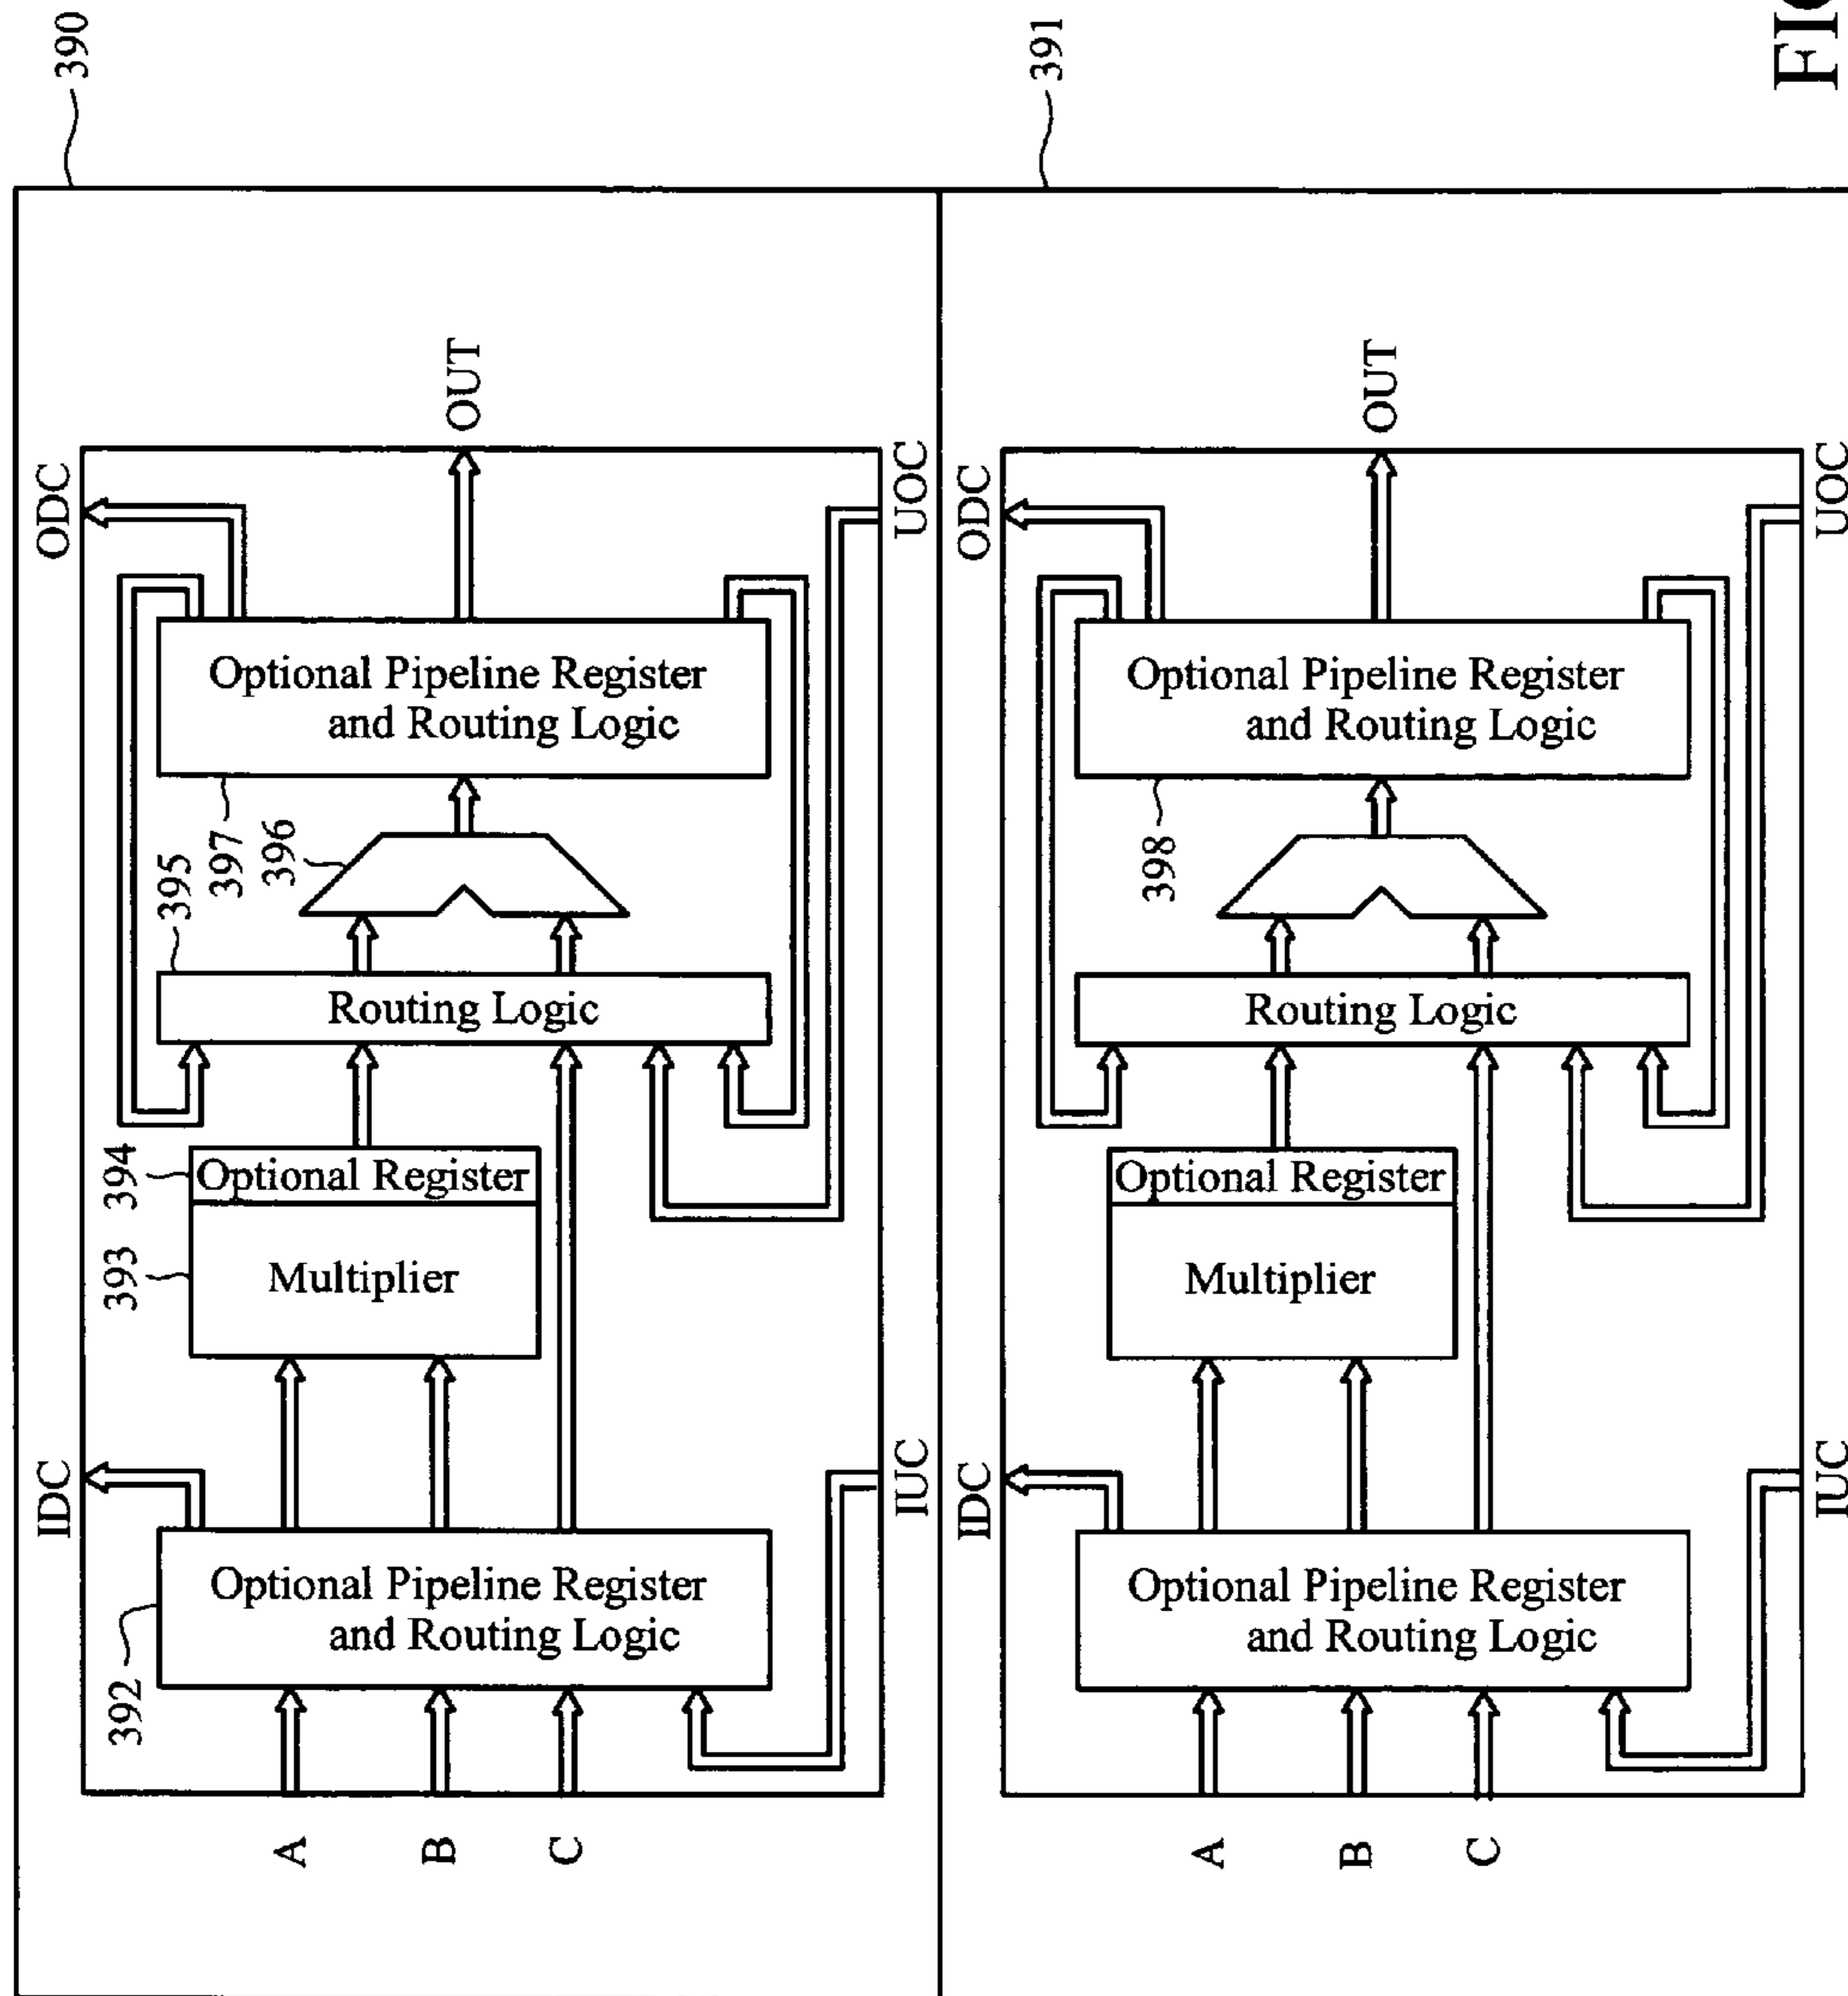 390
ODC
OUT
UOC
Optional Pipeline Register
and Routing Logic
397
396
395
Routing Logic
394
Optional Register
393
Multiplier
IDC
IUC
Optional Pipeline Register
and Routing Logic
392
A
B
C
391
ODC
OUT
UOC
Optional Pipeline Register
and Routing Logic
398
Routing Logic
Optional Register
Multiplier
IDC
IUC
Optional Pipeline Register
and Routing Logic
A
B
C